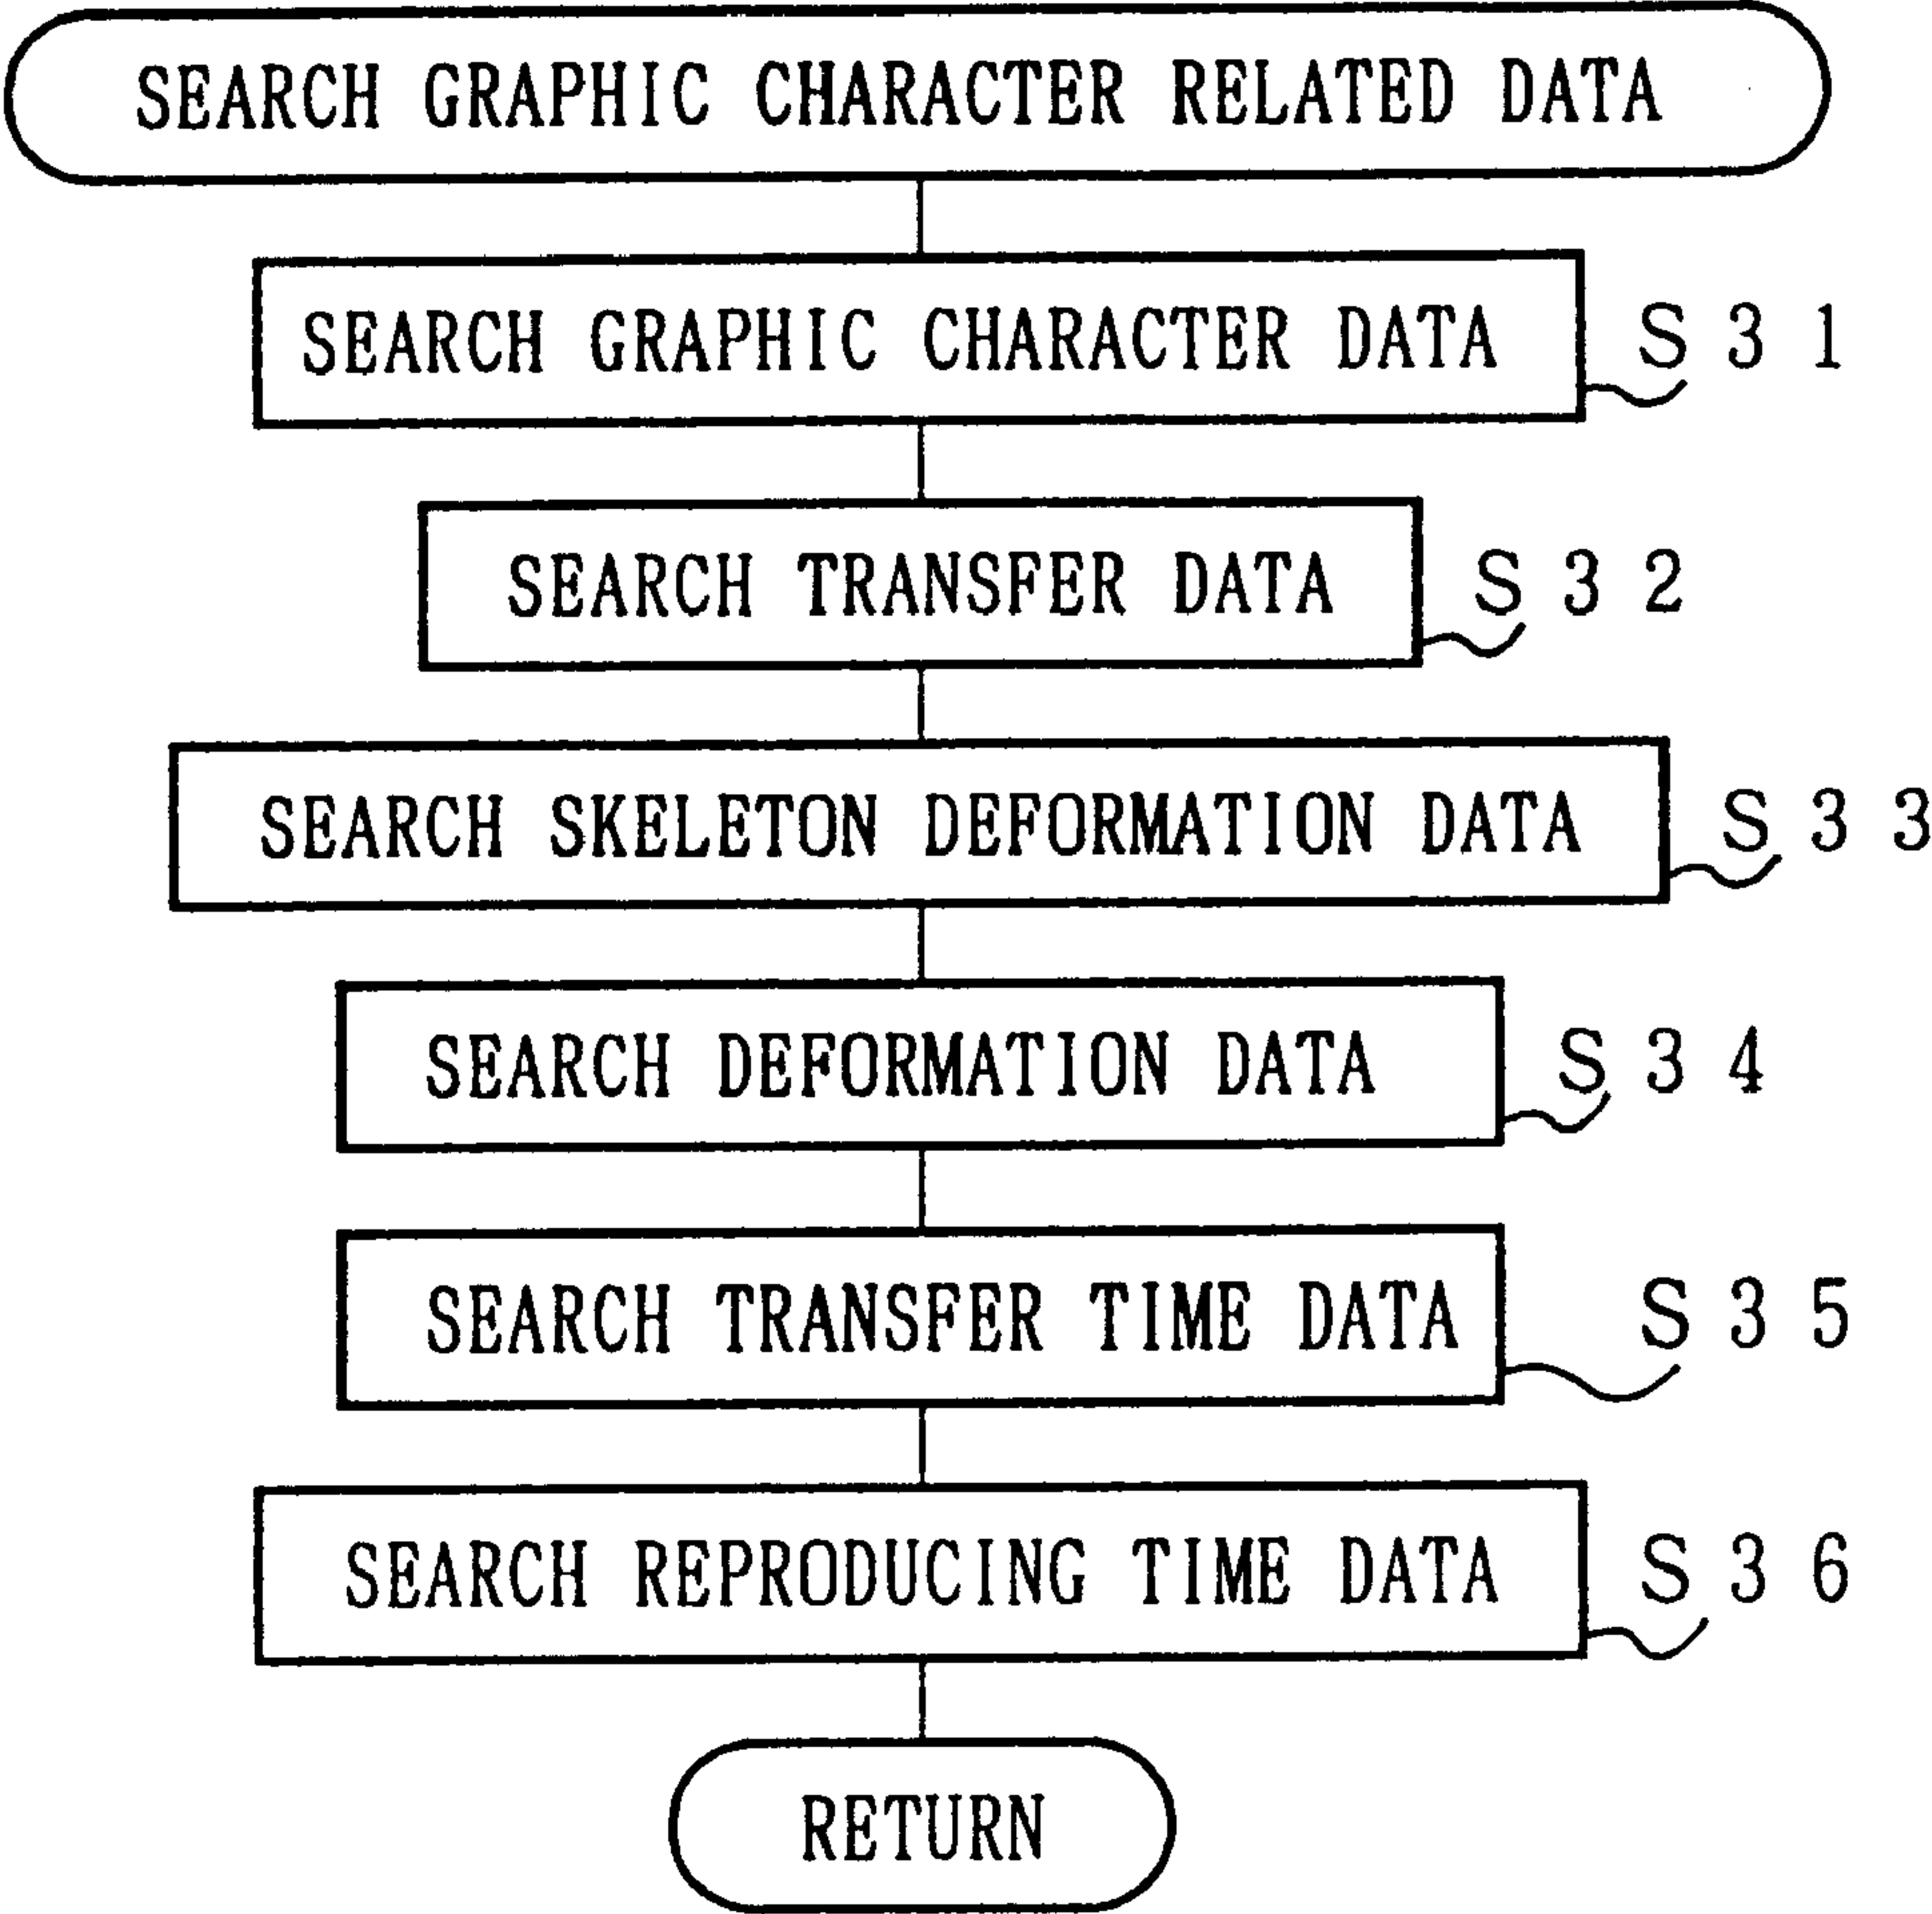 SEARCH GRAPHIC CHARACTER RELATED DATA
SEARCH GRAPHIC CHARACTER DATA S31
SEARCH TRANSFER DATA S32
SEARCH SKELETON DEFORMATION DATA S33
SEARCH DEFORMATION DATA S34
SEARCH TRANSFER TIME DATA S35
SEARCH REPRODUCING TIME DATA S36
RETURN